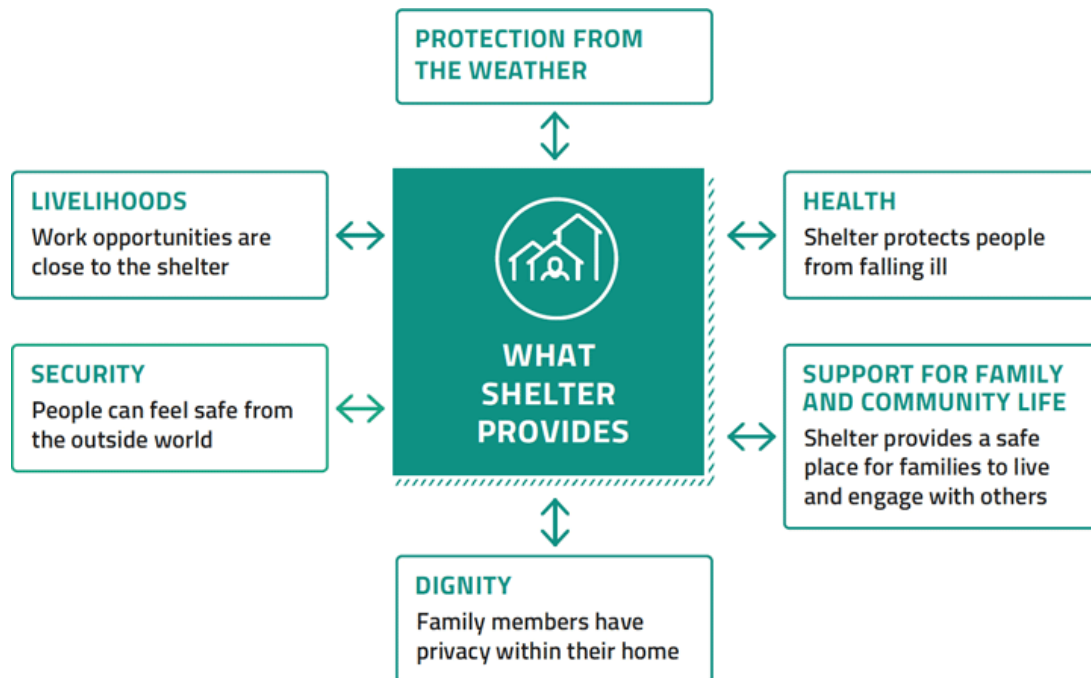 PROTECTION FROM
THE WEATHER
LIVELIHOODS
Work opportunities are
close to the shelter
HEALTH
Shelter protects people
from falling ill
WHAT
SHELTER
PROVIDES
SECURITY
People can feel safe from
the outside world
SUPPORT FOR FAMILY
AND COMMUNITY LIFE
Shelter provides a safe
place for families to live
and engage with others
DIGNITY
Family members have
privacy within their home